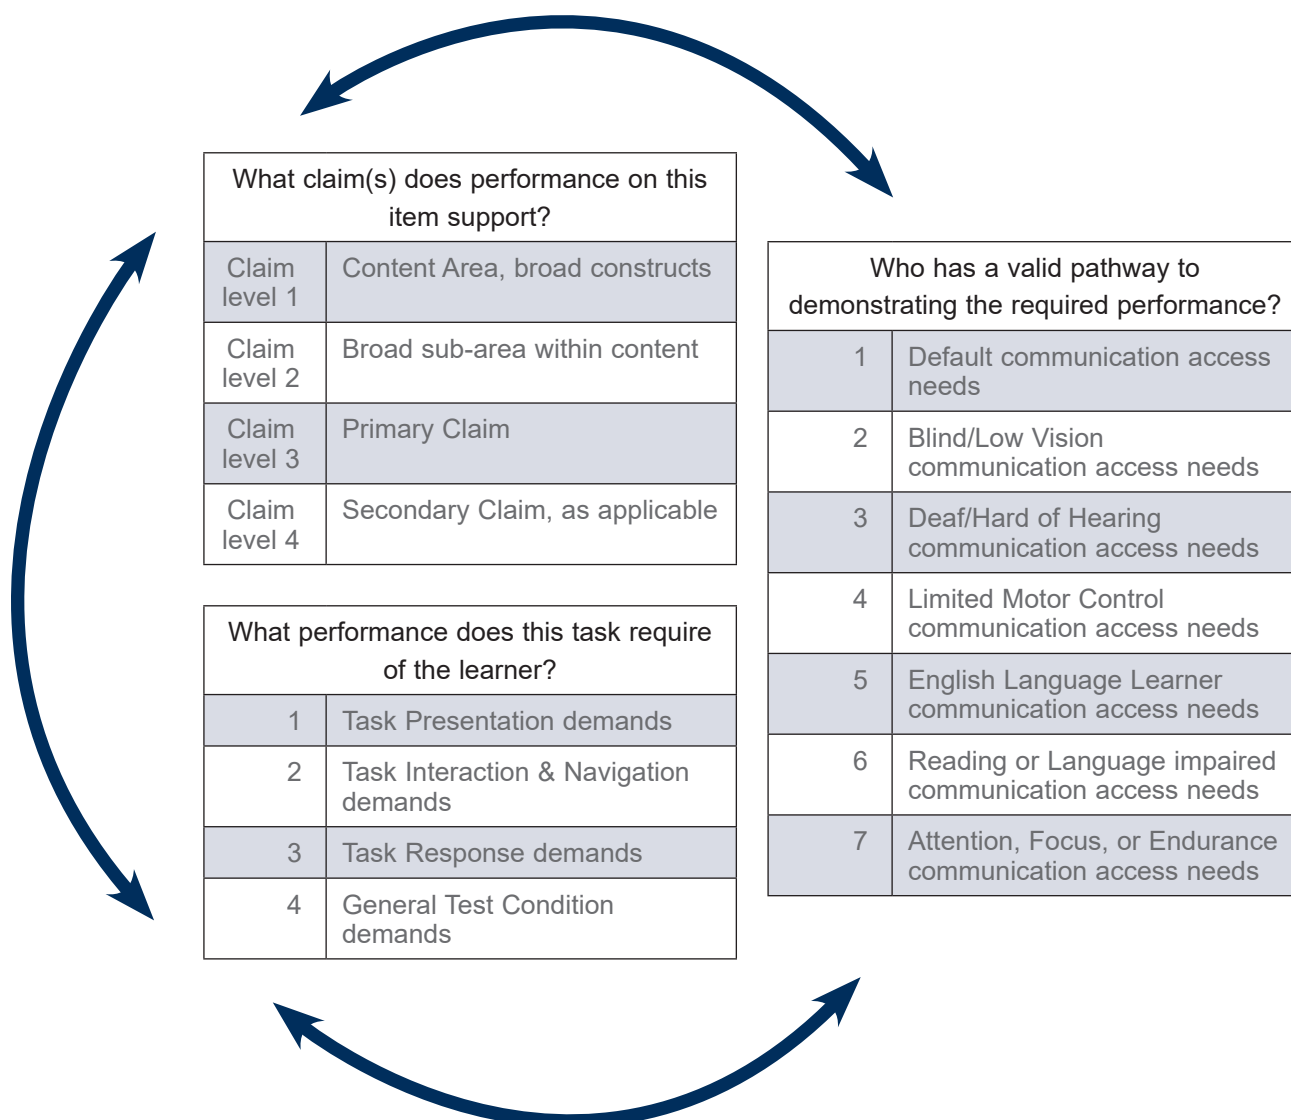 What claim(s) does performance on this
item support?
Claim
level 1
Content Area, broad constructs
Claim
level 2
Broad sub-area within content
Claim
level 3
Primary Claim
Claim
level 4
Secondary Claim, as applicable
What performance does this task require
of the learner?
1
Task Presentation demands
2
Task Interaction & Navigation
demands
3
Task Response demands
4
General Test Condition
demands
Who has a valid pathway to
demonstrating the required performance?
1
Default communication access
needs
2
Blind/Low Vision
communication access needs
3
Deaf/Hard of Hearing
communication access needs
4
Limited Motor Control
communication access needs
5
English Language Learner
communication access needs
6
Reading or Language impaired
communication access needs
7
Attention, Focus, or Endurance
communication access needs